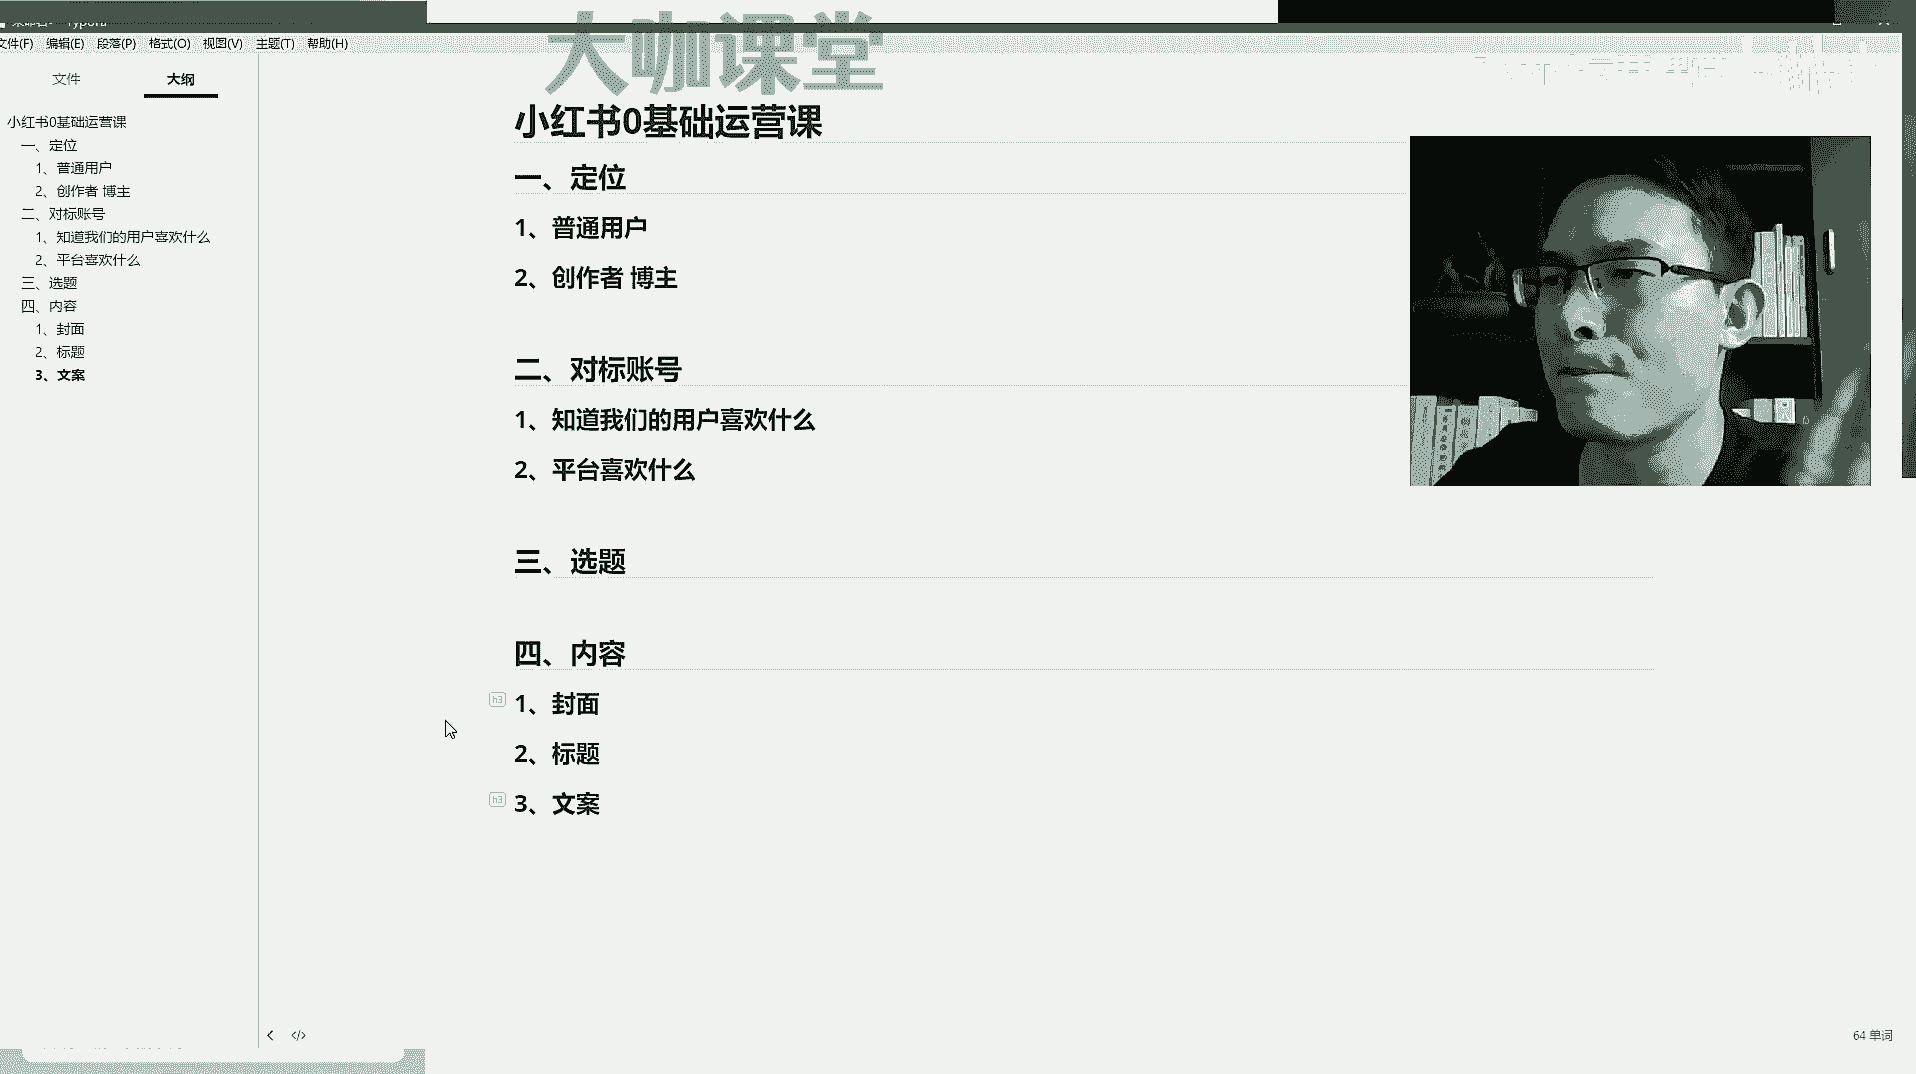 大咖课堂
文件(F) 编辑(E) 段落(P) 格式(O) 视图(V) 主题(T) 帮助(H)
文件 大纲
小红书0基础运营课
一、定位
1、普通用户
2、创作者 博主
二、对标账号
1、知道我们的用户喜欢什么
2、平台喜欢什么
三、选题
四、内容
1、封面
2、标题
3、文案
小红书0基础运营课
一、定位
1、普通用户
2、创作者 博主
二、对标账号
1、知道我们的用户喜欢什么
2、平台喜欢什么
三、选题
四、内容
h3 1、封面
2、标题
h3 3、文案
</> 64 单词